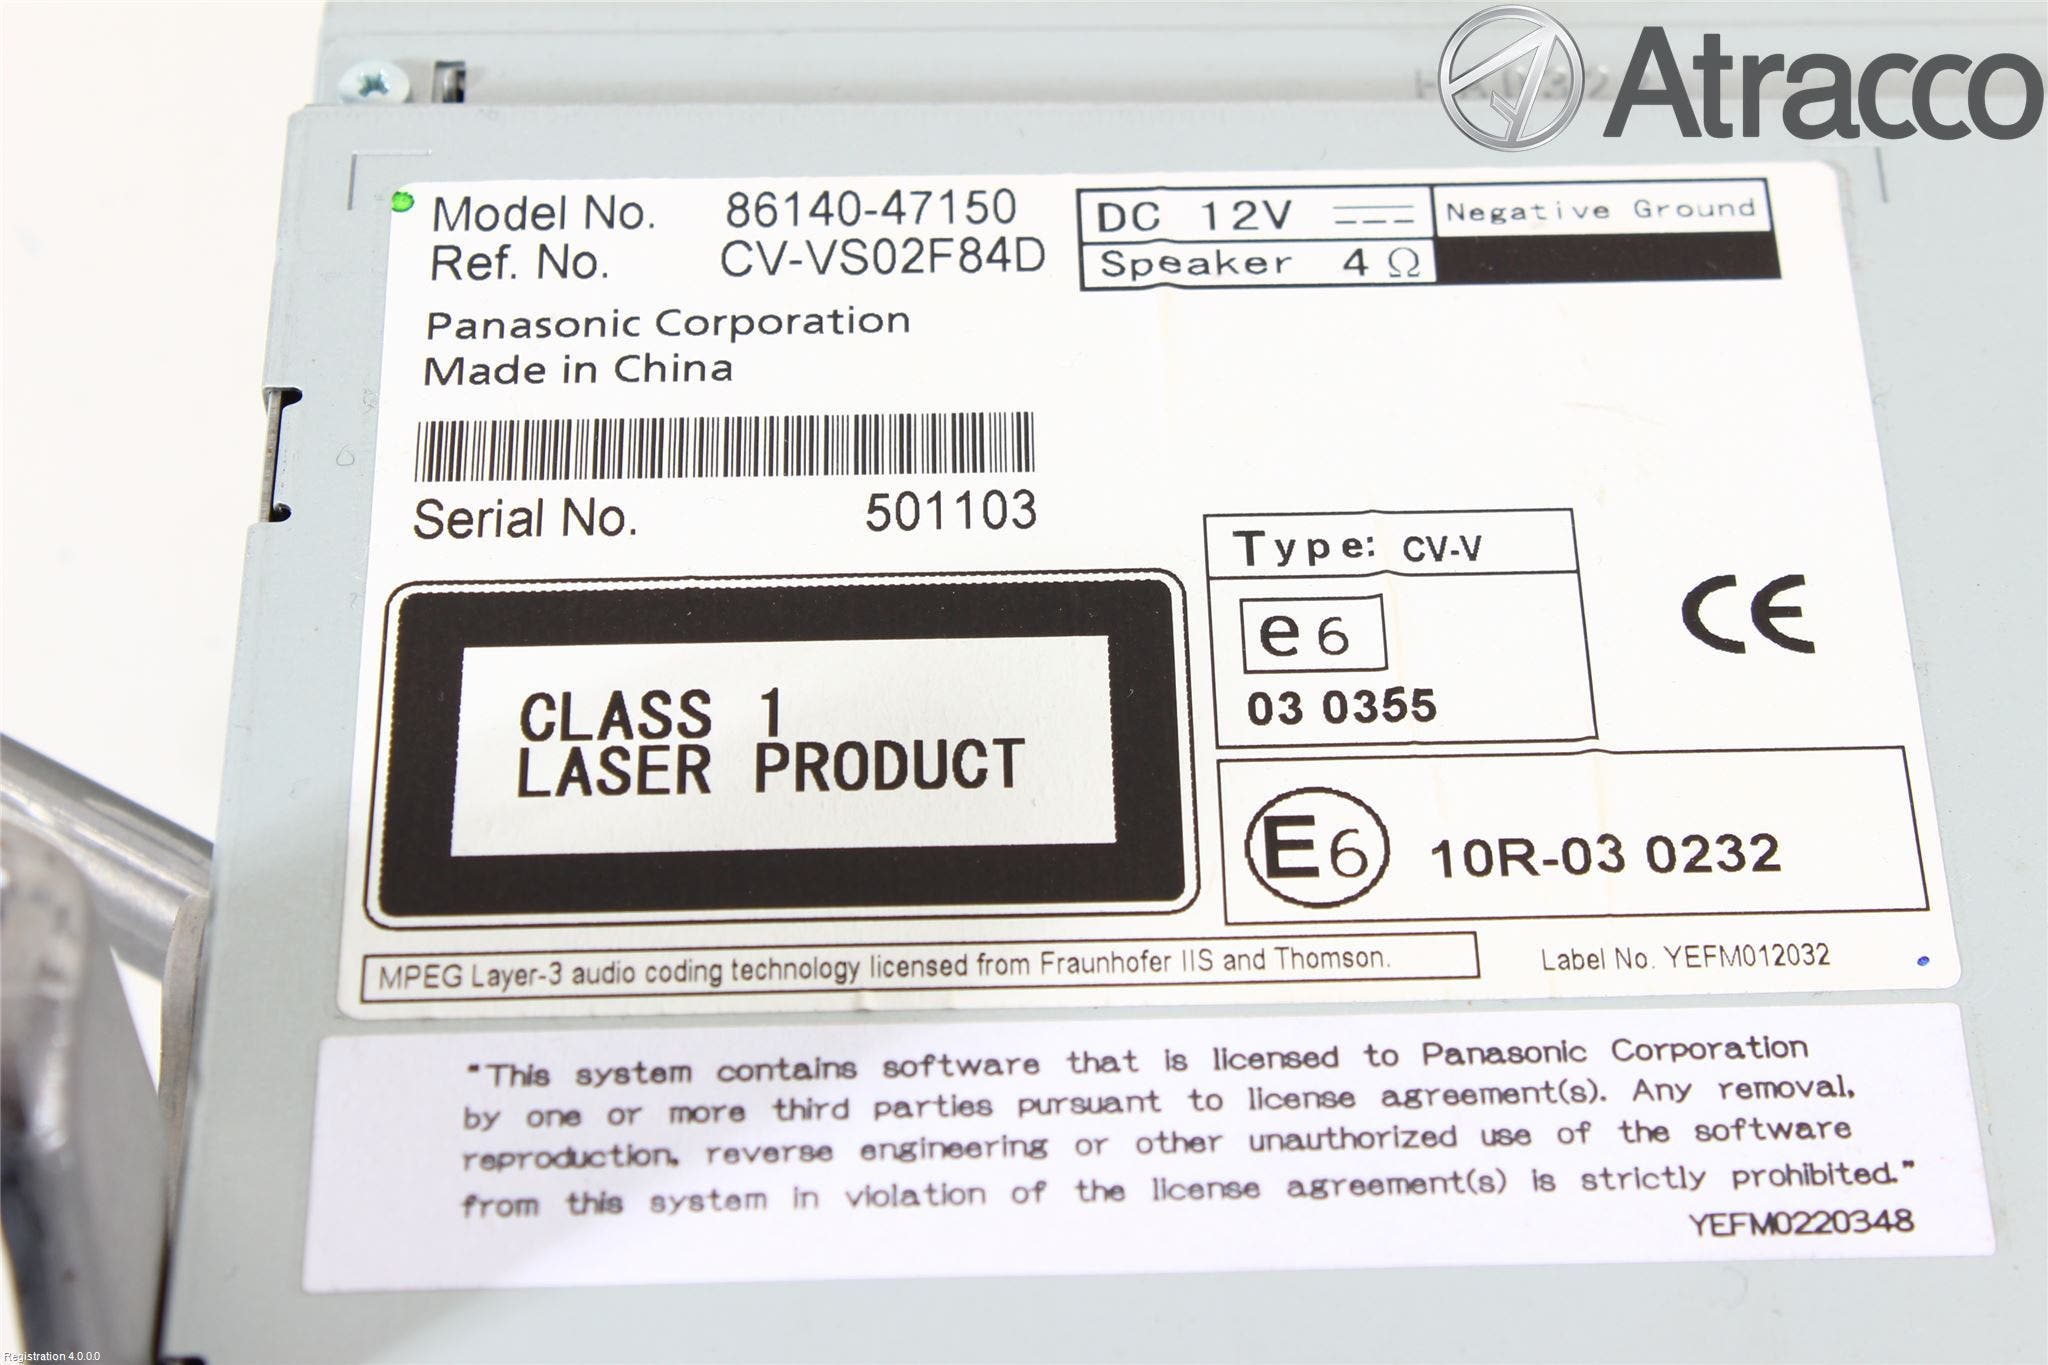 Atracco
Model No. 86140-47150
Ref. No. CV-VS02F84D
DC 12V Negative Ground
Speaker 4 Ω
Panasonic Corporation
Made in China
Serial No. 501103
CLASS 1
LASER PRODUCT
Type: CV-V
e6
03 0355
CE
E6 10R-03 0232
MPEG Layer-3 audio coding technology licensed from Fraunhofer IIS and Thomson.
Label No. YEFM012032
"This system contains software that is licensed to Panasonic Corporation
by one or more third parties pursuant to license agreement(s). Any removal,
reproduction, reverse engineering or other unauthorized use of the software
from this system in violation of the license agreement(s) is strictly prohibited."
YEFM0220348
Registration 4.0.0.0